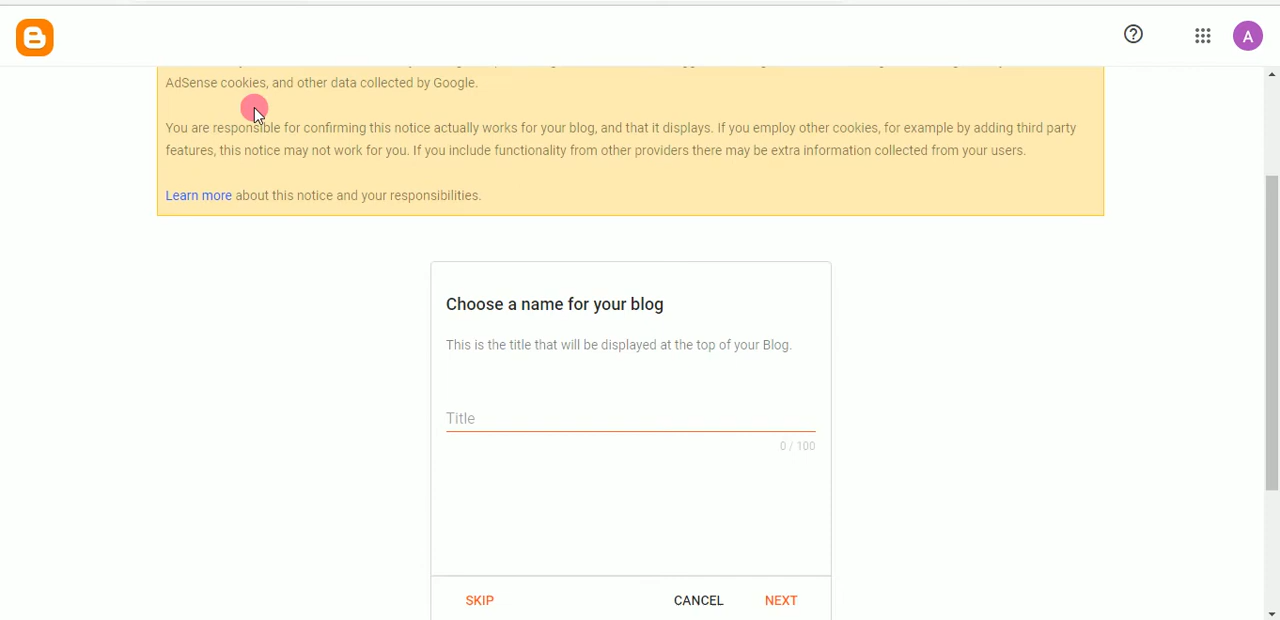 A
AdSense cookies, and other data collected by Google.
You are responsible for confirming this notice actually works for your blog, and that it displays. If you employ other cookies, for example by adding third party
features, this notice may not work for you. If you include functionality from other providers there may be extra information collected from your users.
Learn more about this notice and your responsibilities.
Choose a name for your blog
This is the title that will be displayed at the top of your Blog.
Title
0 / 100
SKIP CANCEL NEXT